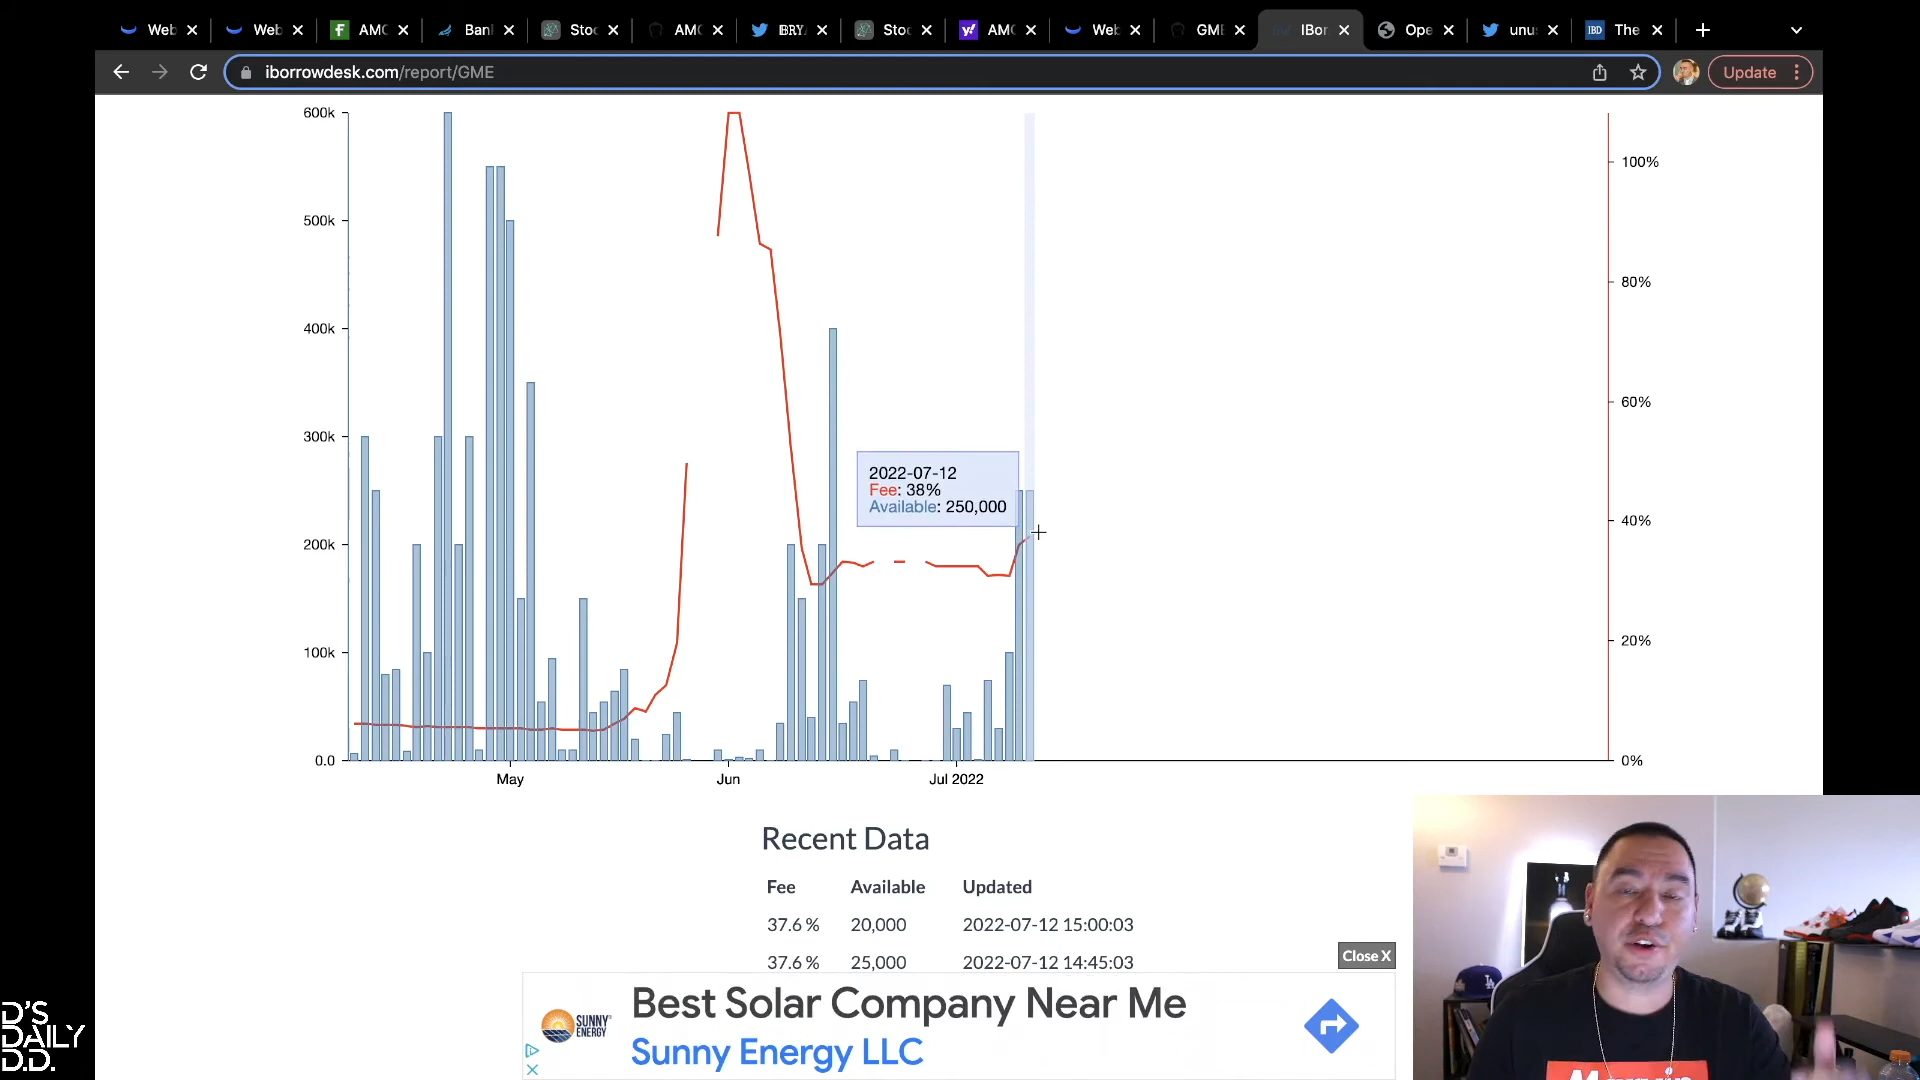 Web
Web
AMC
Banl
Stoc
AMC
$BRY
Stoc
AMC
Web
GMI
IBor
Ope
unu
The
iborrowdesk.com/report/GME
Update
600k
500k
400k
300k
200k
100k
0.0
100%
80%
60%
40%
20%
0%
2022-07-12
Fee: 38%
Available: 250,000
May
Jun
Jul 2022
Recent Data
Fee Available Updated
37.6 % 20,000 2022-07-12 15:00:03
37.6 % 25,000 2022-07-12 14:45:03
Close X
SUNNY
ENERGY
Best Solar Company Near Me
Sunny Energy LLC
D'S
DAILY
D.D.
LA